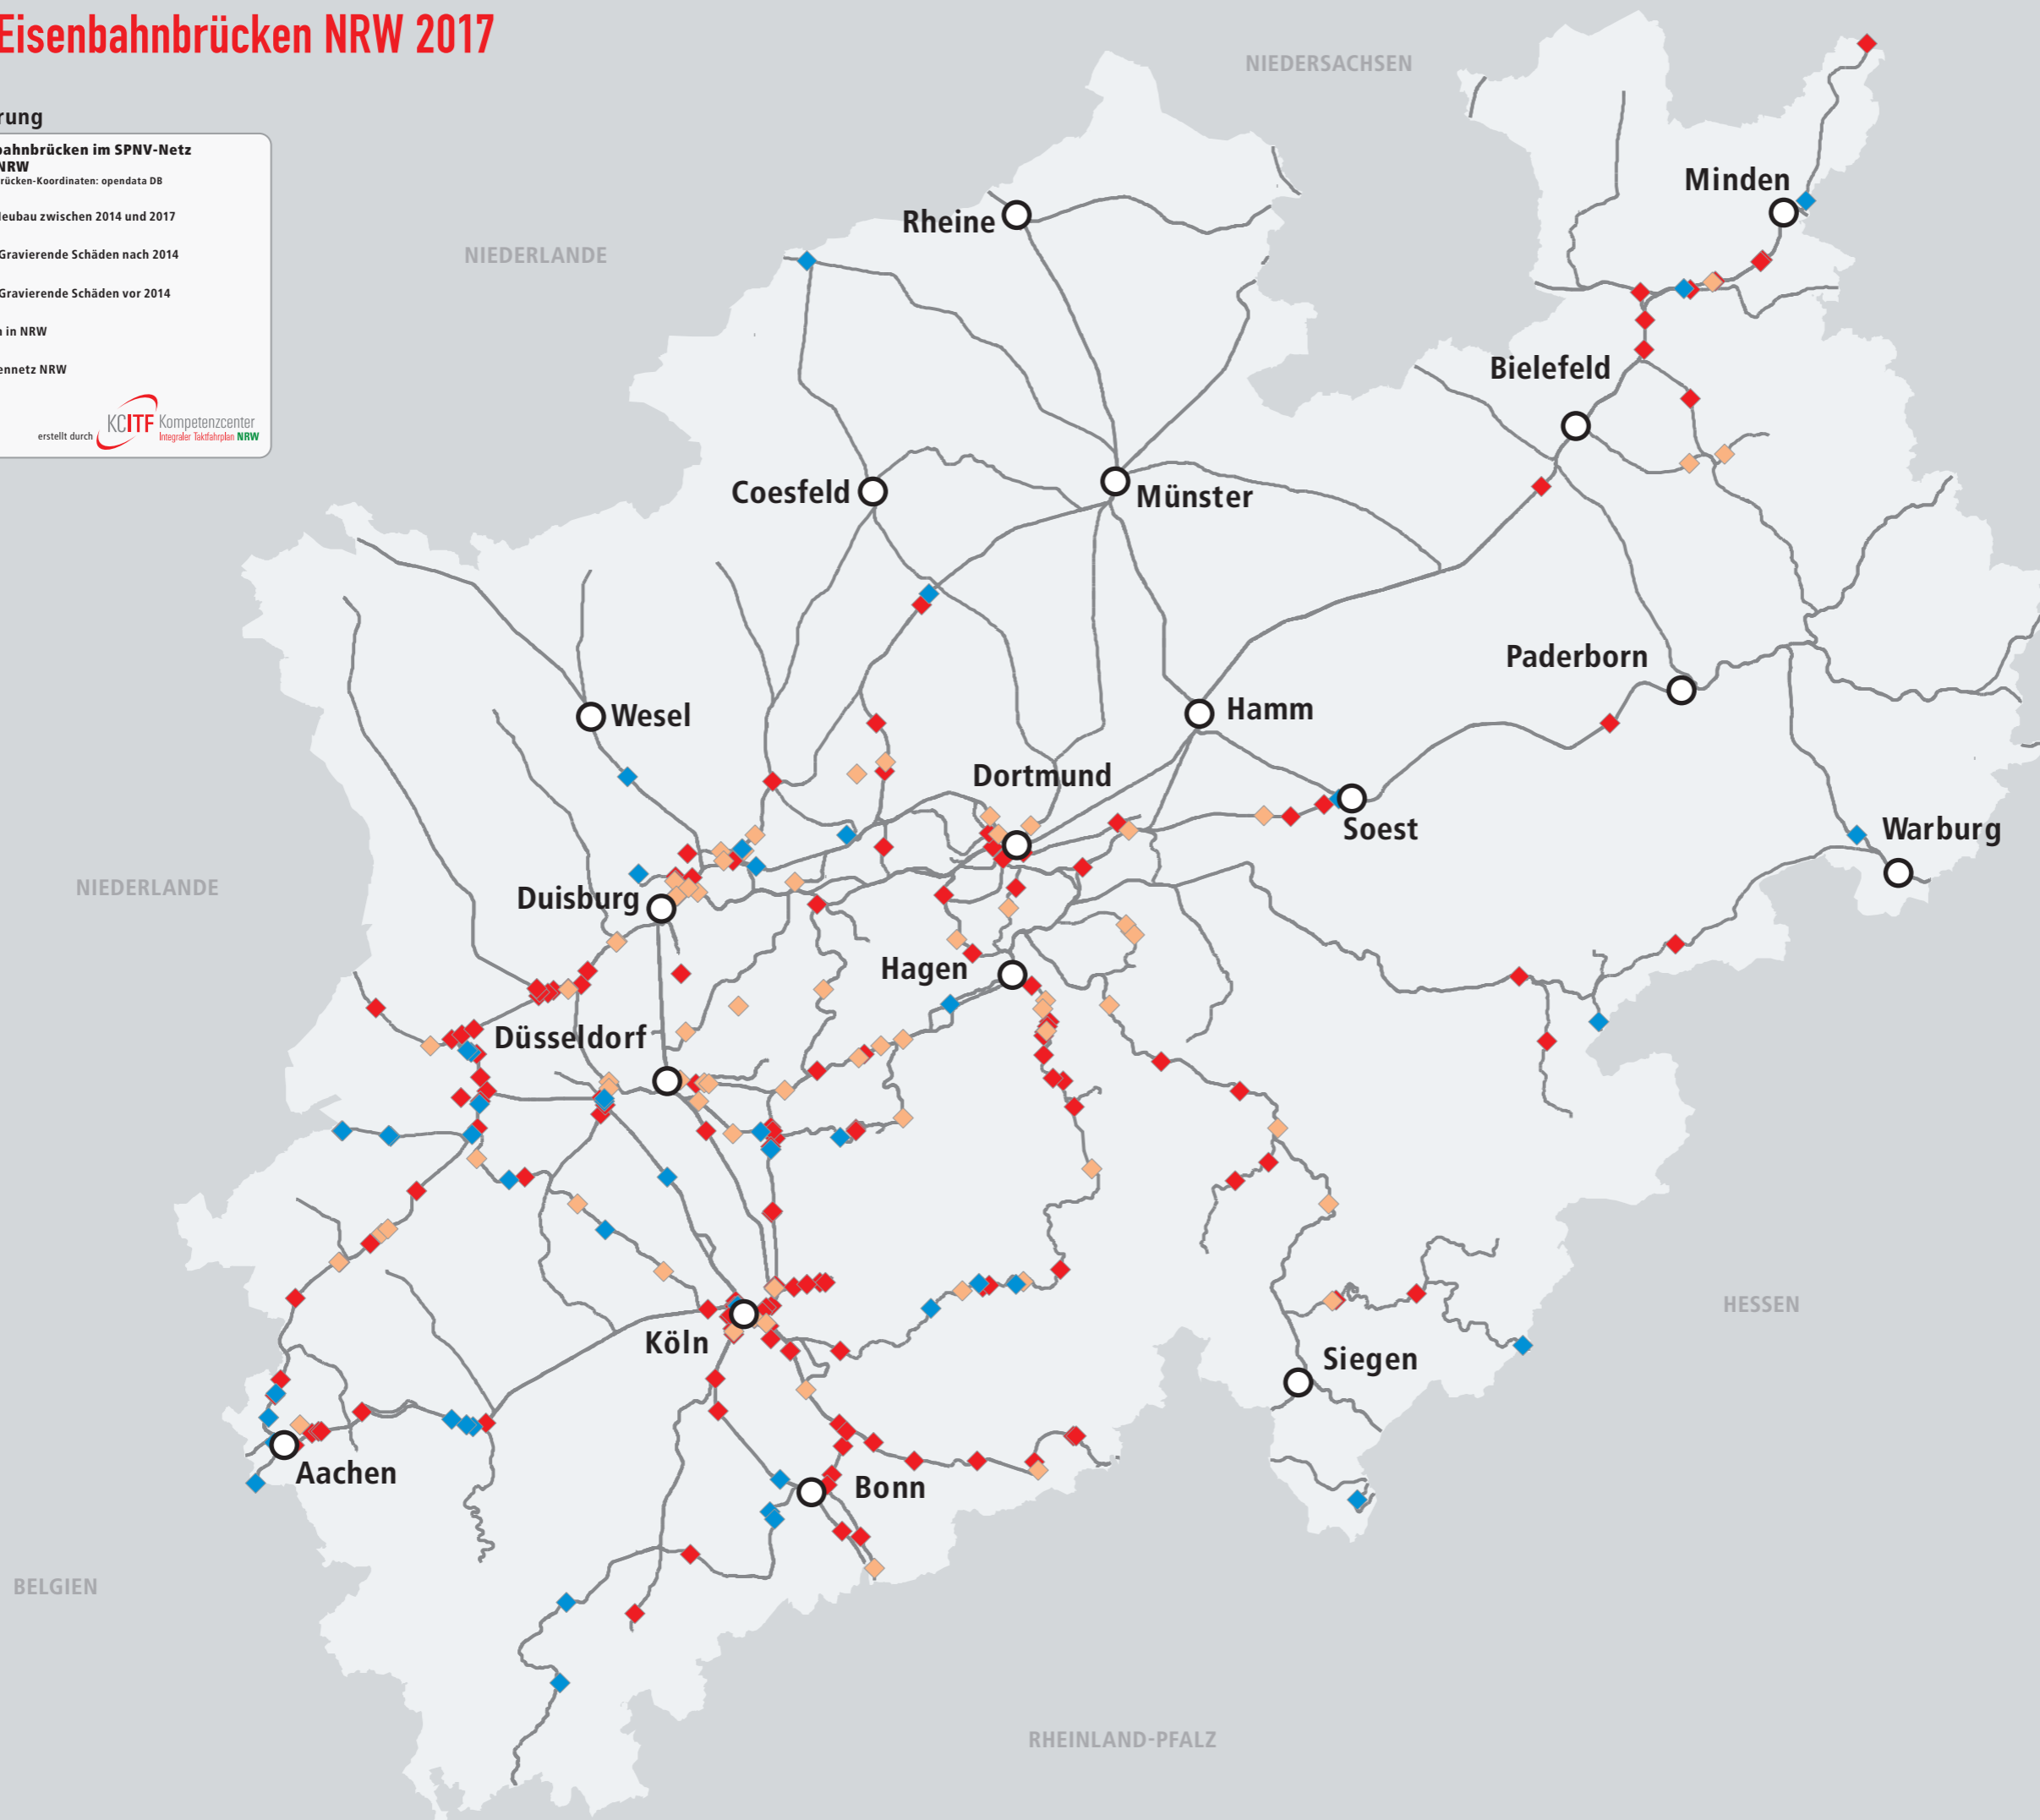 Eisenbahnbrücken NRW 2017
rung
bahnbrücken im SPNV-Netz
NRW
rücken-Koordinaten: opendata DB
Neubau zwischen 2014 und 2017
Gravierende Schäden nach 2014
Gravierende Schäden vor 2014
n in NRW
ennetz NRW
erstellt durch
KCITF Kompetenzcenter
Integraler Taktfahrplan NRW
NIEDERSACHSEN
Minden
Rheine
NIEDERLANDE
Bielefeld
Coesfeld
Münster
Paderborn
Wesel
Hamm
Dortmund
Soest
Warburg
NIEDERLANDE
Duisburg
Hagen
Düsseldorf
HESSEN
Köln
Siegen
Aachen
Bonn
BELGIEN
RHEINLAND-PFALZ